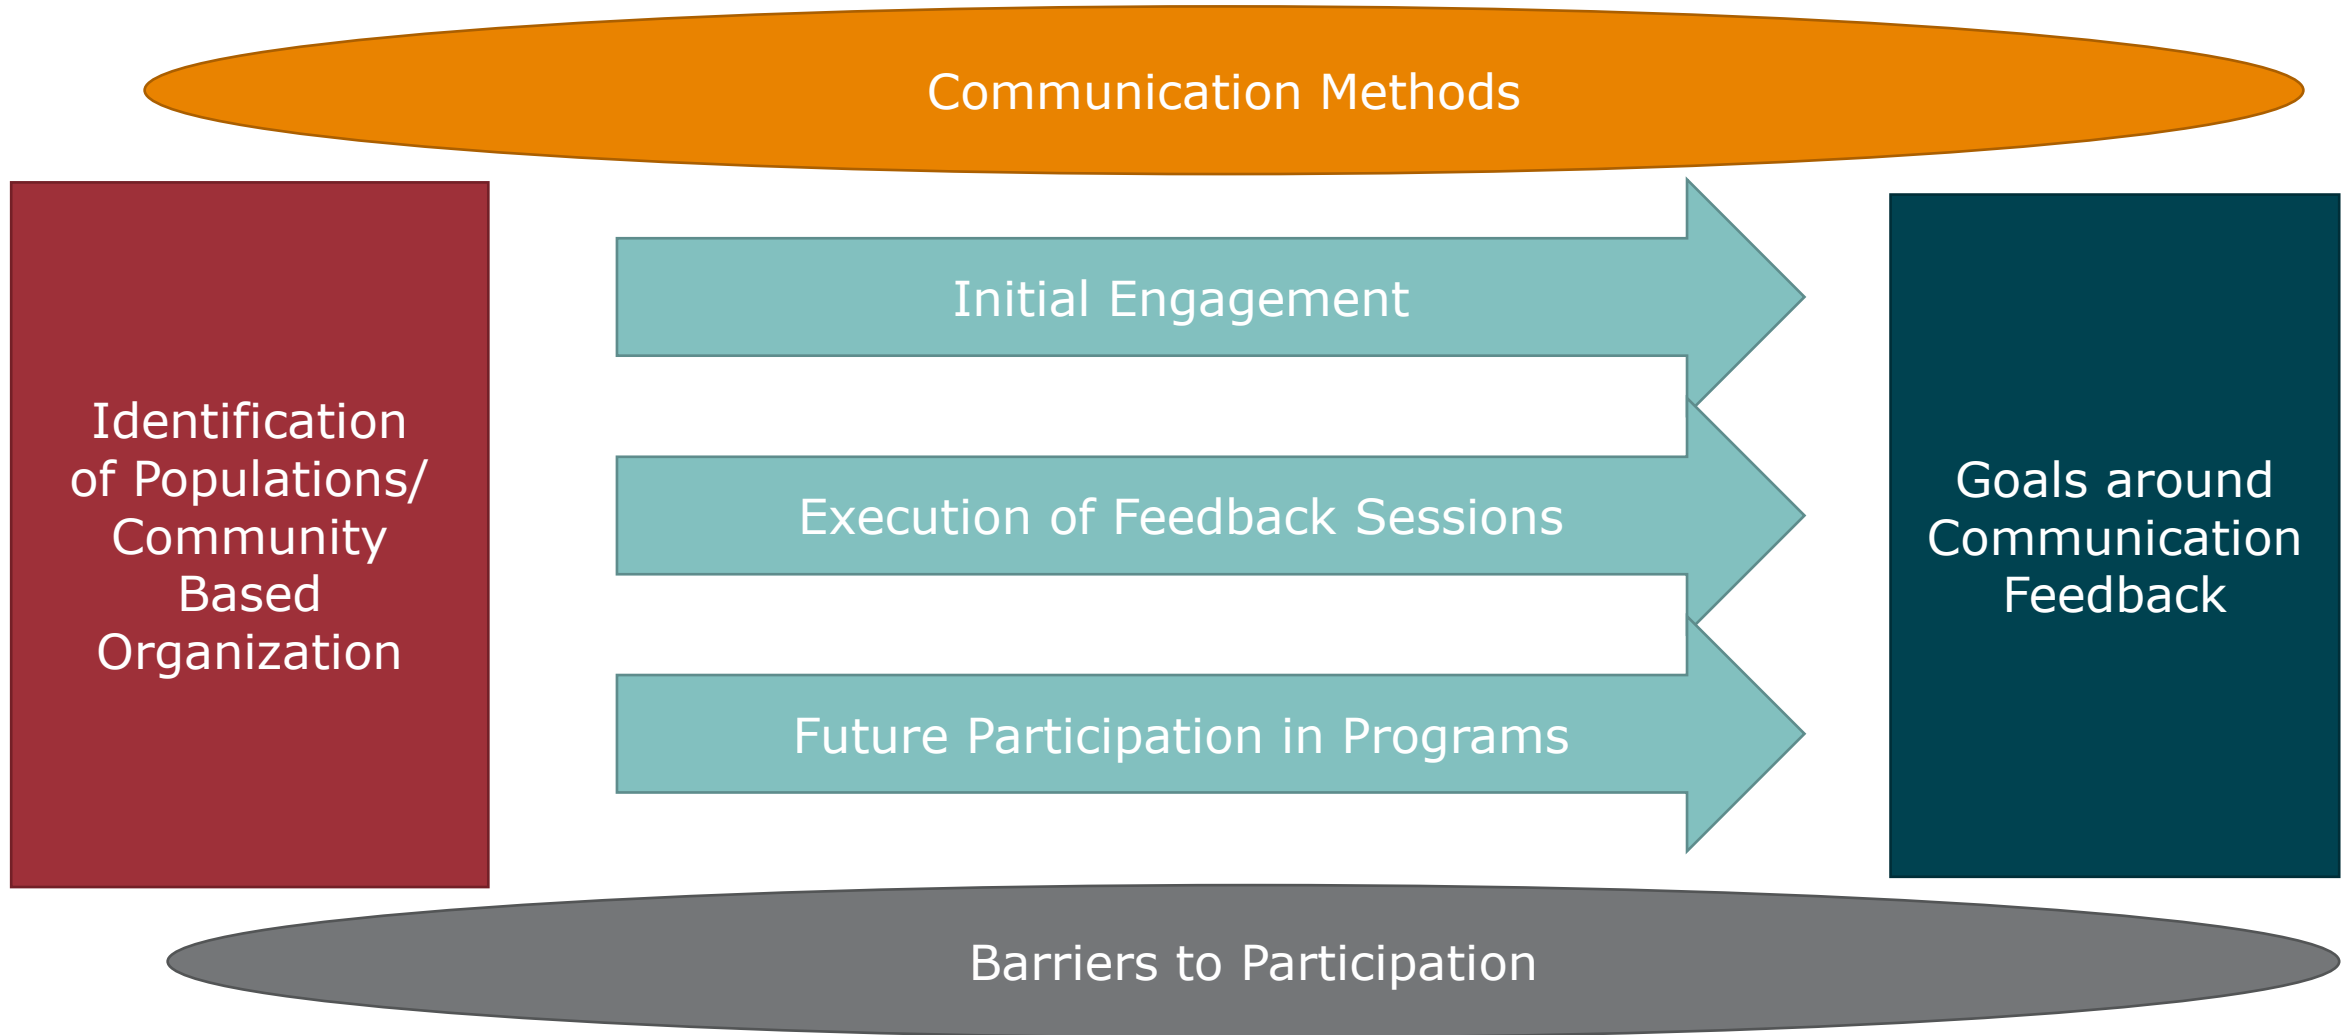 Communication Methods
Identification
of Populations/
Community
Based
Organization
Initial Engagement
Execution of Feedback Sessions
Future Participation in Programs
Goals around
Communication
Feedback
Barriers to Participation